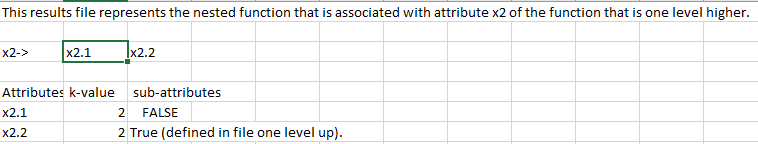 This results file represents the nested function that is associated with attribute x2 of the function that is one level higher.
x2-> x2.1 x2.2
Attributes k-value sub-attributes
x2.1 2 FALSE
x2.2 2 True (defined in file one level up).